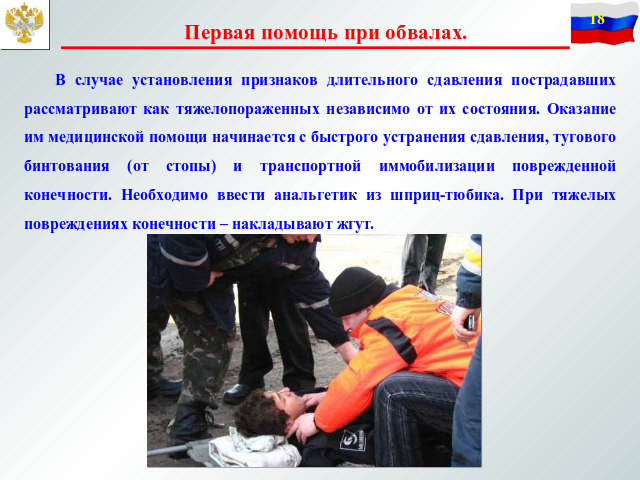 18
Первая помощь при обвалах.
В случае установления признаков длительного сдавления пострадавших
рассматривают как тяжелопораженных независимо от их состояния. Оказание
им медицинской помощи начинается с быстрого устранения сдавления, тугового
бинтования (от стопы) и транспортной иммобилизации поврежденной
конечности. Необходимо ввести анальгетик из шприц-тюбика. При тяжелых
повреждениях конечности – накладывают жгут.